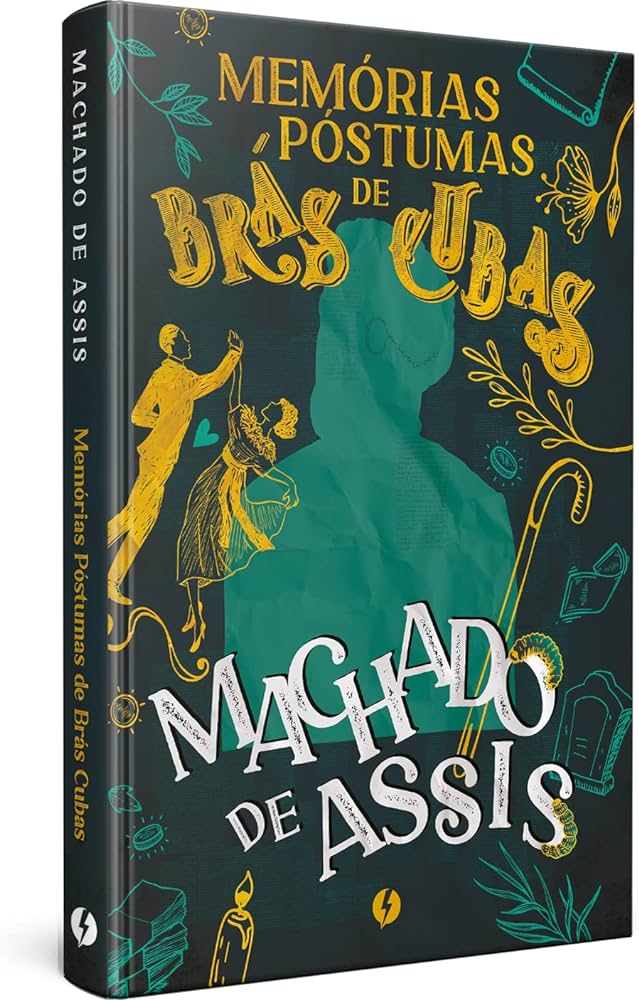 MACHADO DE ASSIS
Memórias Póstumas de Brás Cubas
MEMÓRIAS
PÓSTUMAS
DE
BRÁS CUBAS
MACHADO
DE ASSIS